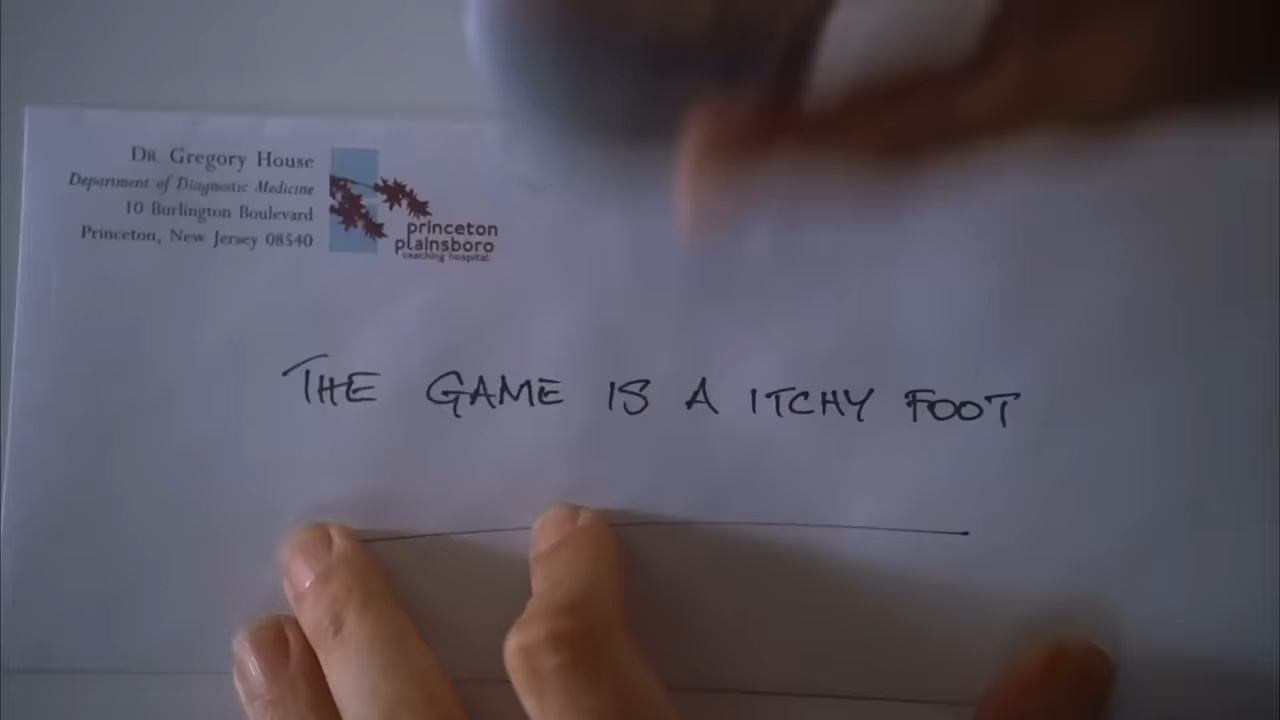 Dr. Gregory House
Department of Diagnostic Medicine
10 Burlington Boulevard
Princeton, New Jersey 08540
princeton
plainsboro
teaching hospital
THE GAME IS A ITCHY FOOT